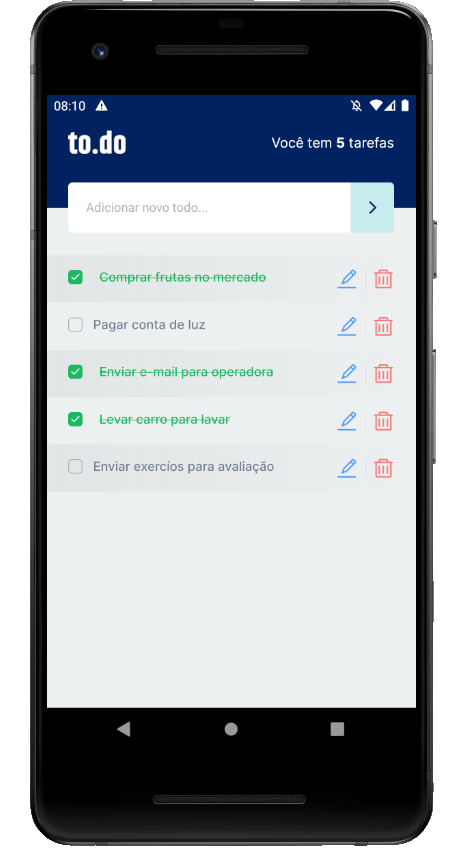 08:10
to.do
Você tem 5 tarefas
Adicionar novo todo...
Comprar frutas no mercado
Pagar conta de luz
Enviar e-mail para operadora
Levar carro para lavar
Enviar exercíos para avaliação